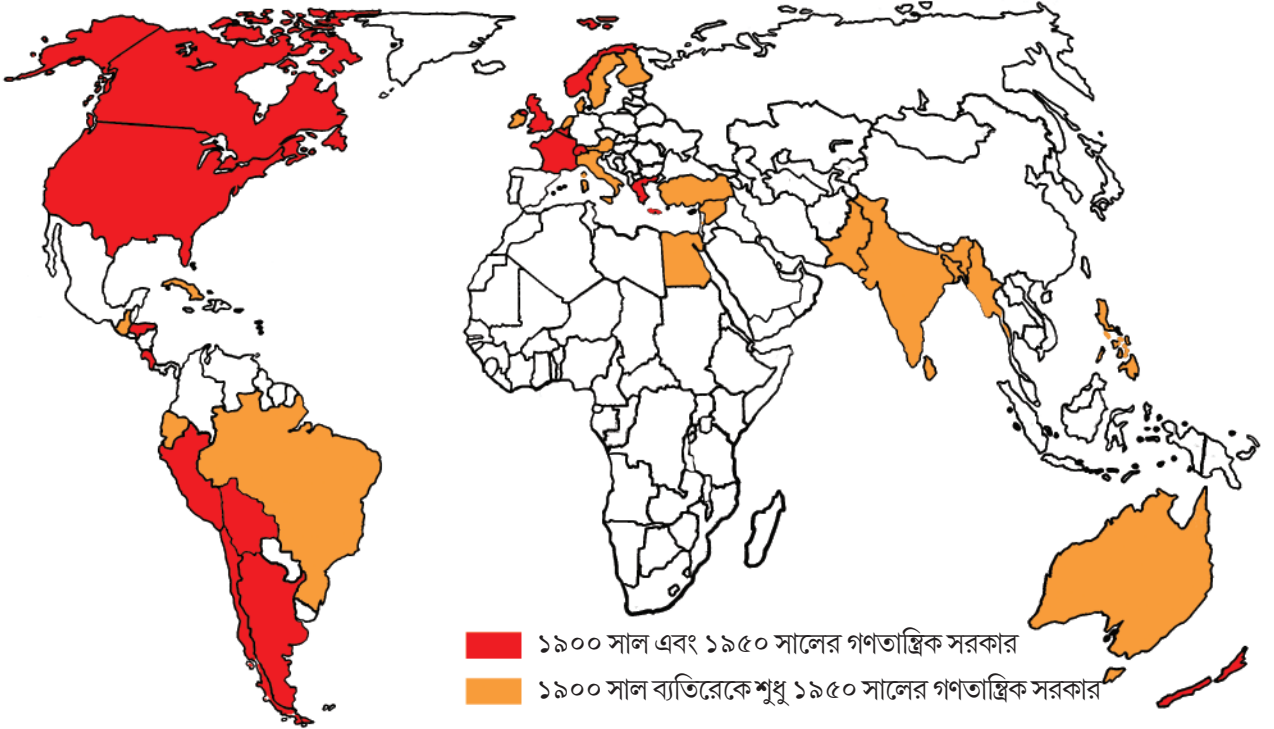 ১৯০০ সাল এবং ১৯৫০ সালের গণতান্ত্রিক সরকার
১৯০০ সাল ব্যতিরেকে শুধু ১৯৫০ সালের গণতান্ত্রিক সরকার